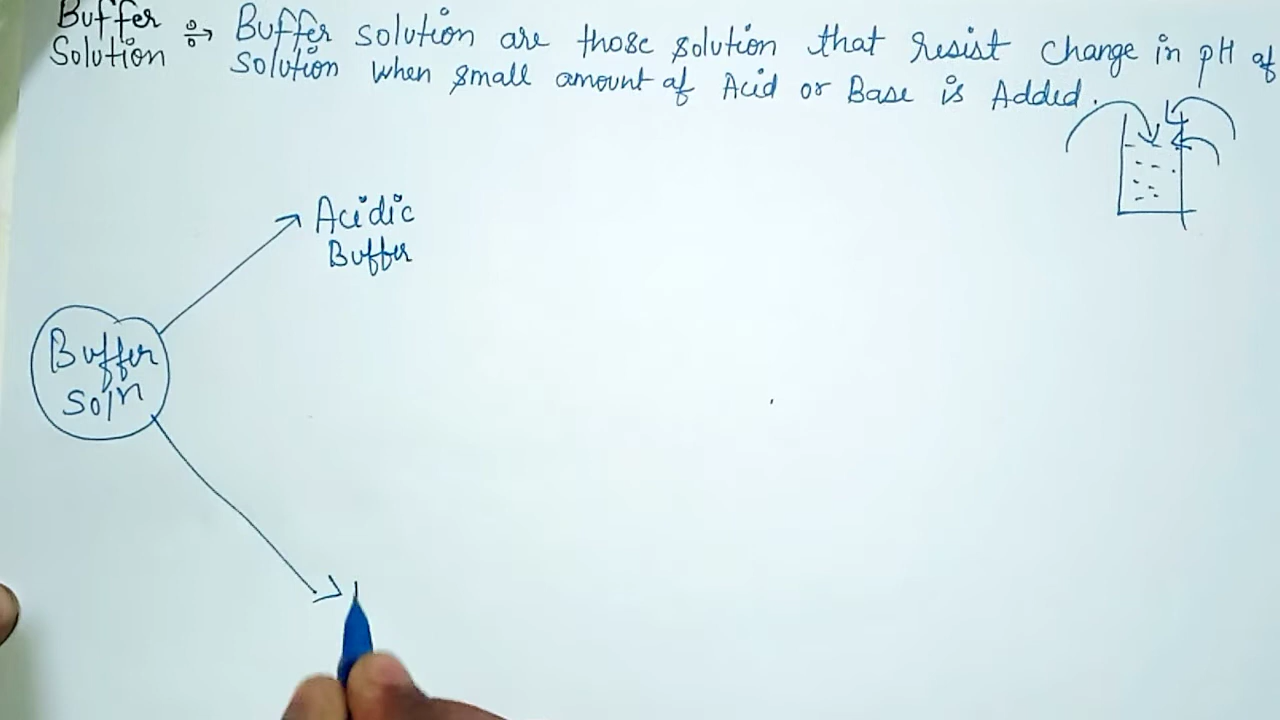 Buffer Solution ÷→ Buffer solution are those solution that resist change in pH of
solution when small amount of Acid or Base is Added.
Acidic
Buffer
Buffer
Soln